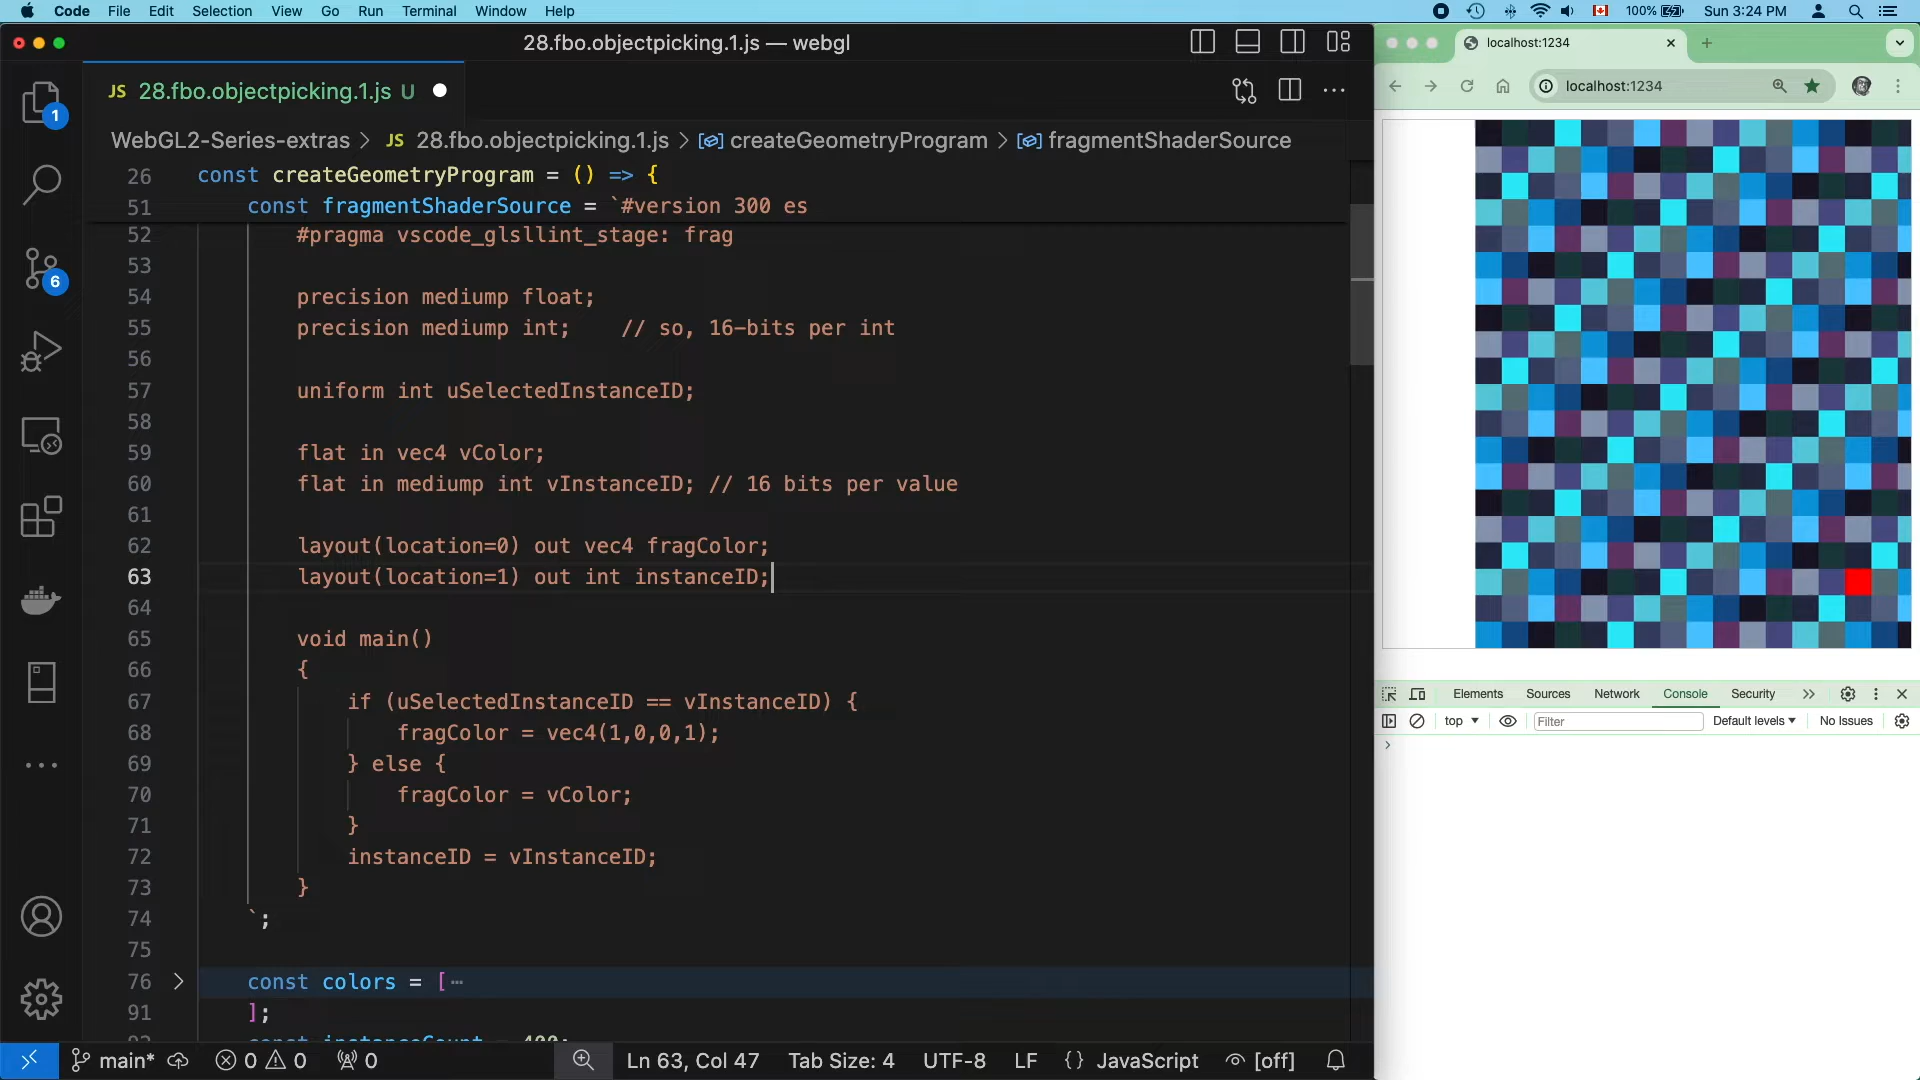 Code File Edit Selection View Go Run Terminal Window Help 100% Sun 3:24 PM
28.fbo.objectpicking.1.js — webgl
localhost:1234
JS 28.fbo.objectpicking.1.js U
localhost:1234
WebGL2-Series-extras > JS 28.fbo.objectpicking.1.js > createGeometryProgram > fragmentShaderSource
26 const createGeometryProgram = () => {
51 const fragmentShaderSource = `#version 300 es
52 #pragma vscode_glsllint_stage: frag
53
54 precision mediump float;
55 precision mediump int; // so, 16-bits per int
56
57 uniform int uSelectedInstanceID;
58
59 flat in vec4 vColor;
60 flat in mediump int vInstanceID; // 16 bits per value
61
62 layout(location=0) out vec4 fragColor;
63 layout(location=1) out int instanceID;
64
65 void main()
66 {
67 if (uSelectedInstanceID == vInstanceID) {
68 fragColor = vec4(1,0,0,1);
69 } else {
70 fragColor = vColor;
71 }
72 instanceID = vInstanceID;
73 }
74 `;
75
76 const colors = [⋯
91 ];
92 const instanceCount = 400;
1
6
Elements Sources Network Console Security
top Filter Default levels No Issues
main* 0 0 0 Ln 63, Col 47 Tab Size: 4 UTF-8 LF {} JavaScript [off]